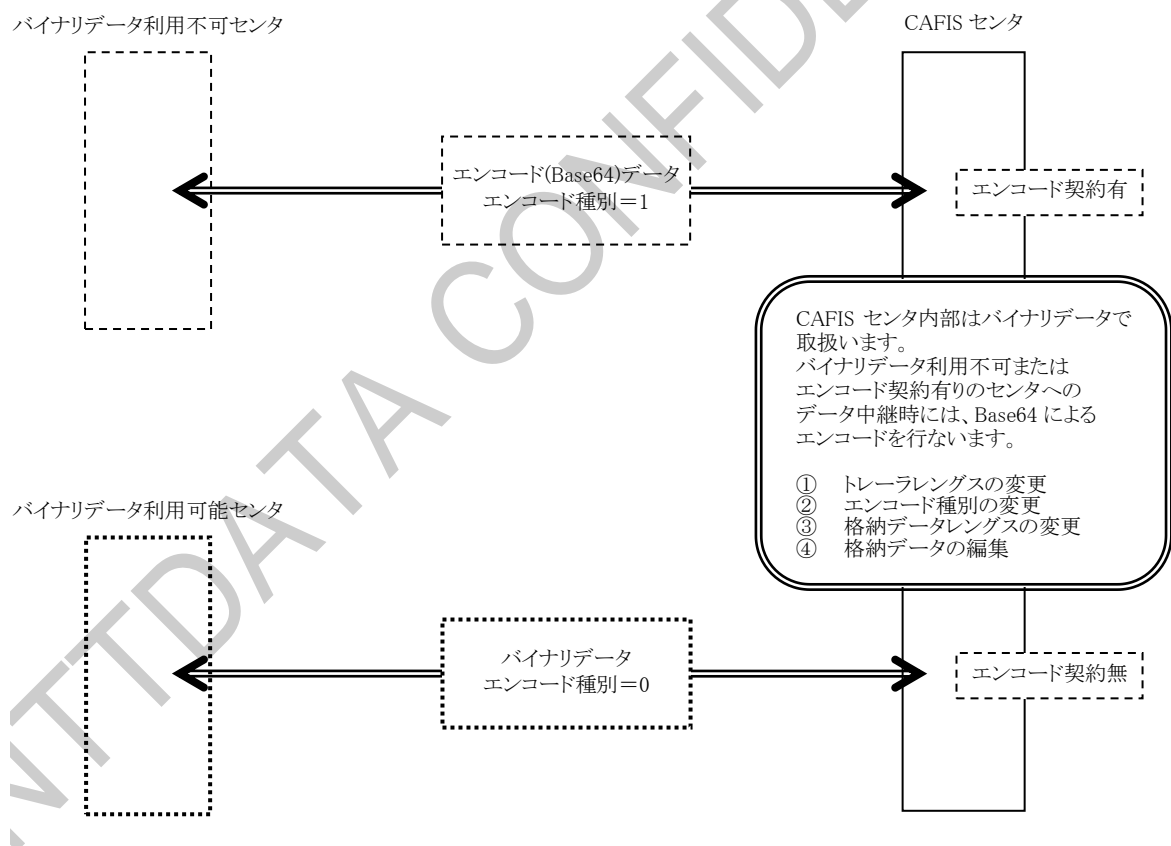 バイナリデータ利用不可センタ
CAFIS センタ
エンコード(Base64)データ
エンコード種別＝1
エンコード契約有
CAFIS センタ内部はバイナリデータで
取扱います。
バイナリデータ利用不可または
エンコード契約有りのセンタへの
データ中継時には、Base64 による
エンコードを行ないます。
① トレーラレングスの変更
② エンコード種別の変更
③ 格納データレングスの変更
④ 格納データの編集
バイナリデータ利用可能センタ
バイナリデータ
エンコード種別＝0
エンコード契約無
NTTDATA CONFIDE